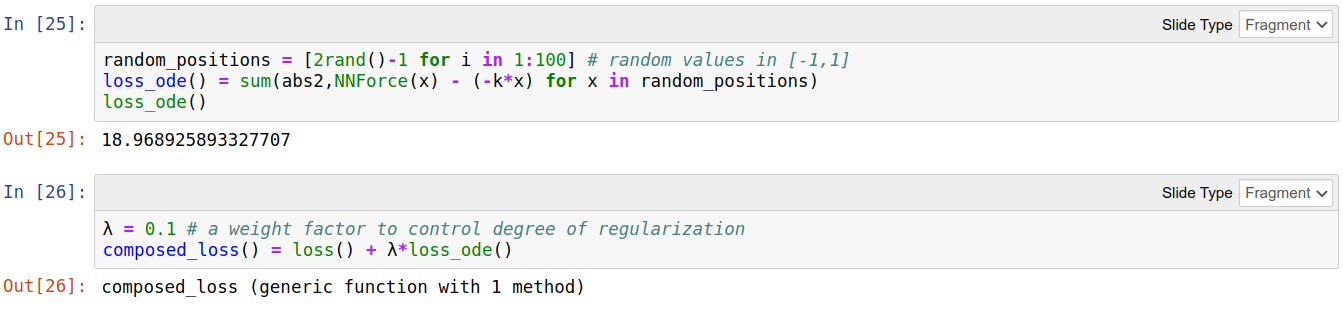 In [25]:
Slide Type Fragment
random_positions = [2rand()-1 for i in 1:100] # random values in [-1,1]
loss_ode() = sum(abs2,NNForce(x) - (-k*x) for x in random_positions)
loss_ode()
Out[25]: 18.968925893327707
In [26]:
Slide Type Fragment
λ = 0.1 # a weight factor to control degree of regularization
composed_loss() = loss() + λ*loss_ode()
Out[26]: composed_loss (generic function with 1 method)